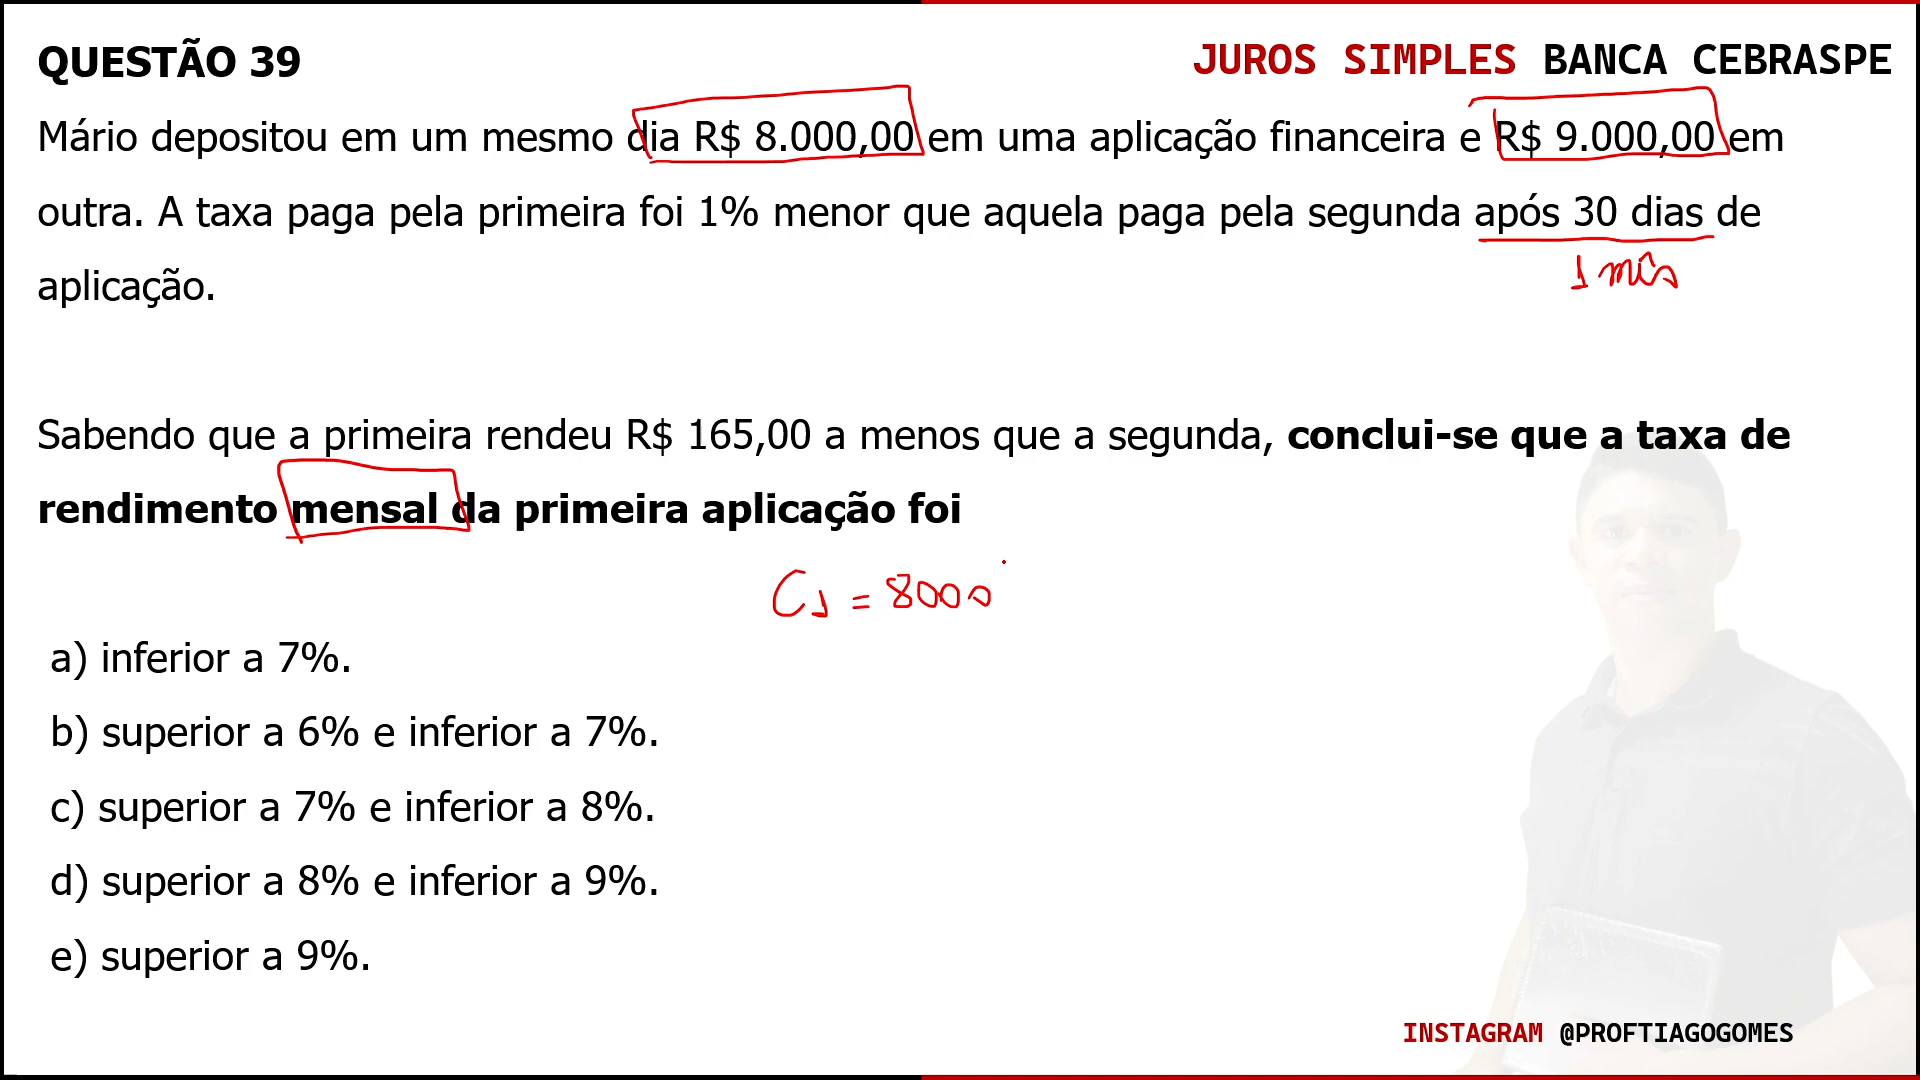 QUESTÃO 39
JUROS SIMPLES BANCA CEBRASPE
Mário depositou em um mesmo dia R$ 8.000,00 em uma aplicação financeira e R$ 9.000,00 em
outra. A taxa paga pela primeira foi 1% menor que aquela paga pela segunda após 30 dias de
1 mês
aplicação.
Sabendo que a primeira rendeu R$ 165,00 a menos que a segunda, conclui-se que a taxa de
rendimento mensal da primeira aplicação foi
C1 = 8000
a) inferior a 7%.
b) superior a 6% e inferior a 7%.
c) superior a 7% e inferior a 8%.
d) superior a 8% e inferior a 9%.
e) superior a 9%.
INSTAGRAM @PROFTIAGOGOMES